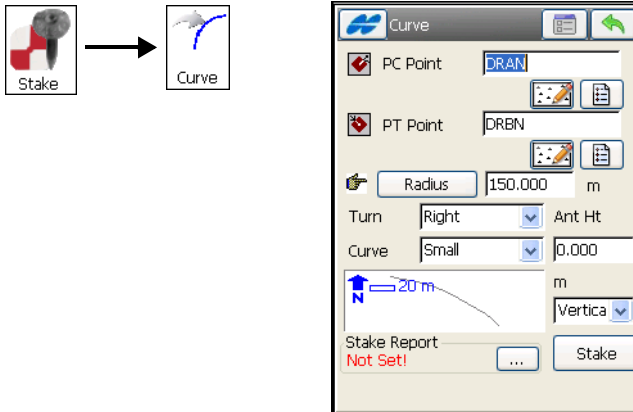 Stake
Curve
Curve
PC Point DRAN
PT Point DRBN
Radius 150.000 m
Turn Right Ant Ht
Curve Small 0.000
N 20 m m
Vertica
Stake Report
Not Set! ... Stake